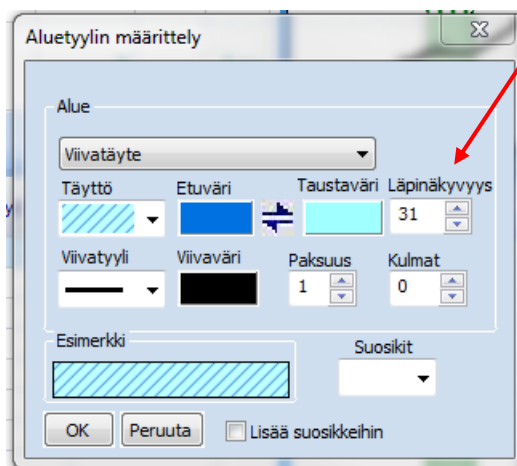 Aluetyylin määrittely
Alue
Viivatäyte
Täyttö Etuväri Taustaväri Läpinäkyvyys
31
Viivatyyli Viivaväri Paksuus Kulmat
1 0
Esimerkki Suosikit
OK Peruuta Lisää suosikkeihin